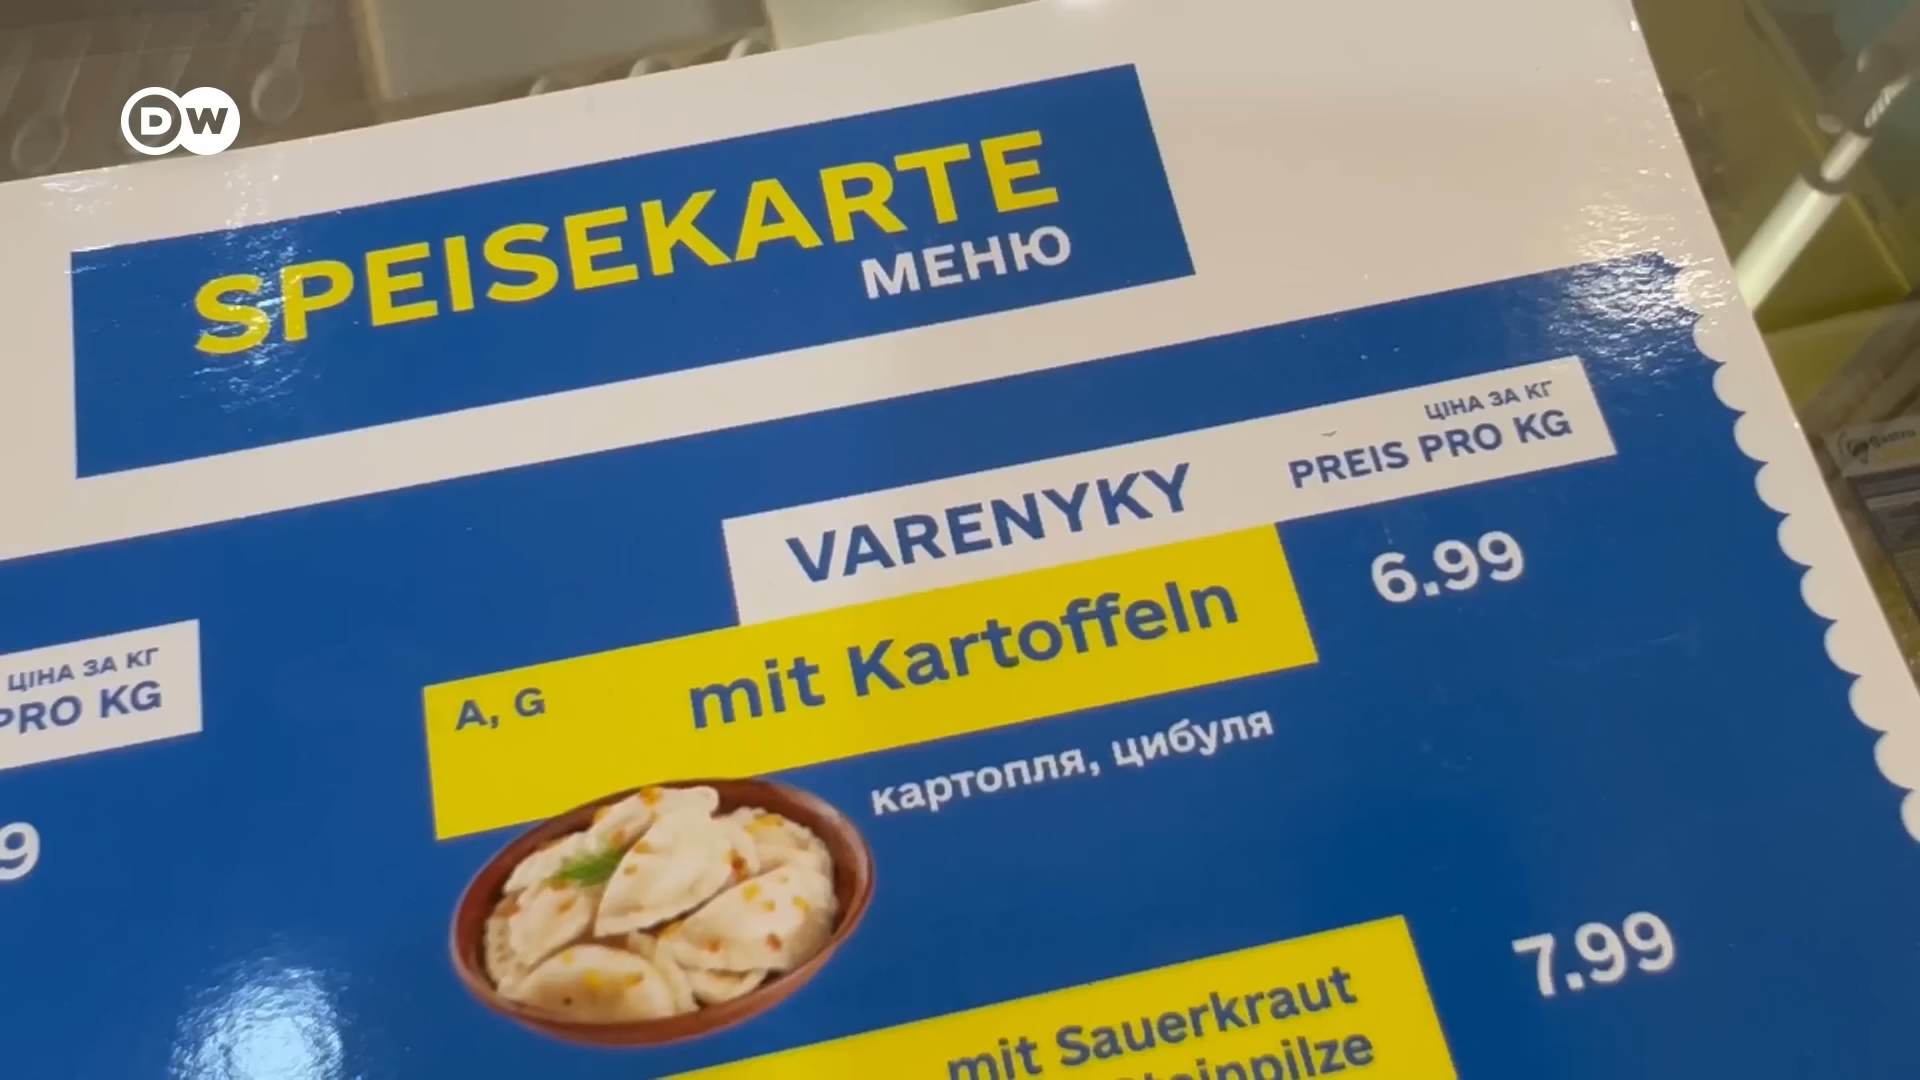 DW
SPEISEKARTE
МЕНЮ
ЦІНА ЗА КГ
PREIS PRO KG
VARENYKY
6.99
A, G
mit Kartoffeln
картопля, цибуля
ЦІНА ЗА КГ
PRO KG
9
7.99
mit Sauerkraut